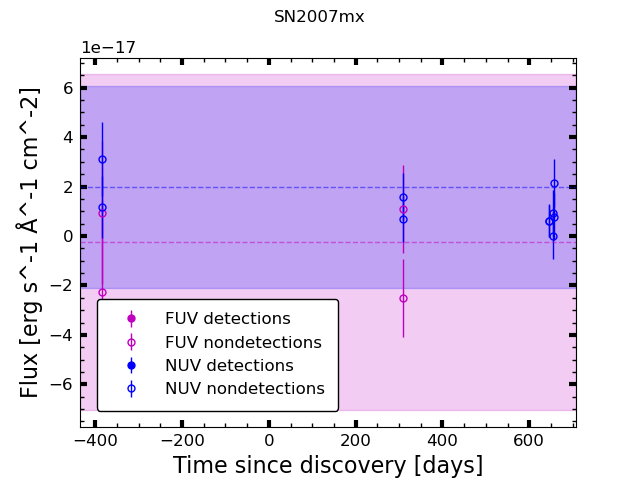 SN2007mx
1e−17
Flux [erg s^-1 Å^-1 cm^-2]
6
4
2
0
−2
−4
−6
FUV detections
FUV nondetections
NUV detections
NUV nondetections
−400 −200 0 200 400 600
Time since discovery [days]